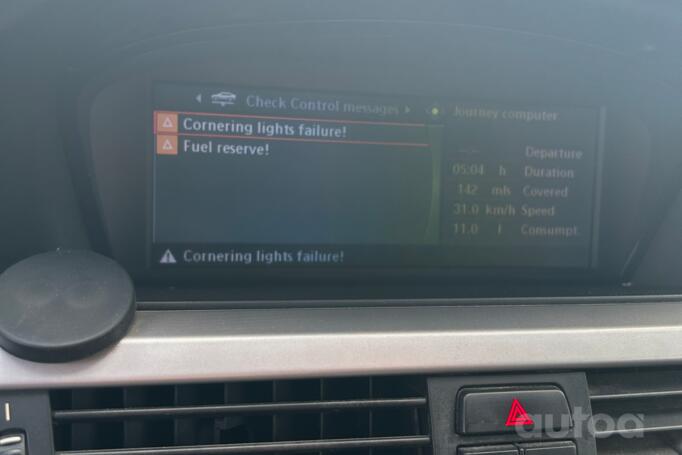 Check Control messages
Cornering lights failure!
Fuel reserve!
Cornering lights failure!
Journey computer
--:-- Departure
05:04 h Duration
142 mls Covered
31.0 km/h Speed
11.0 l Consumpt.
autoa